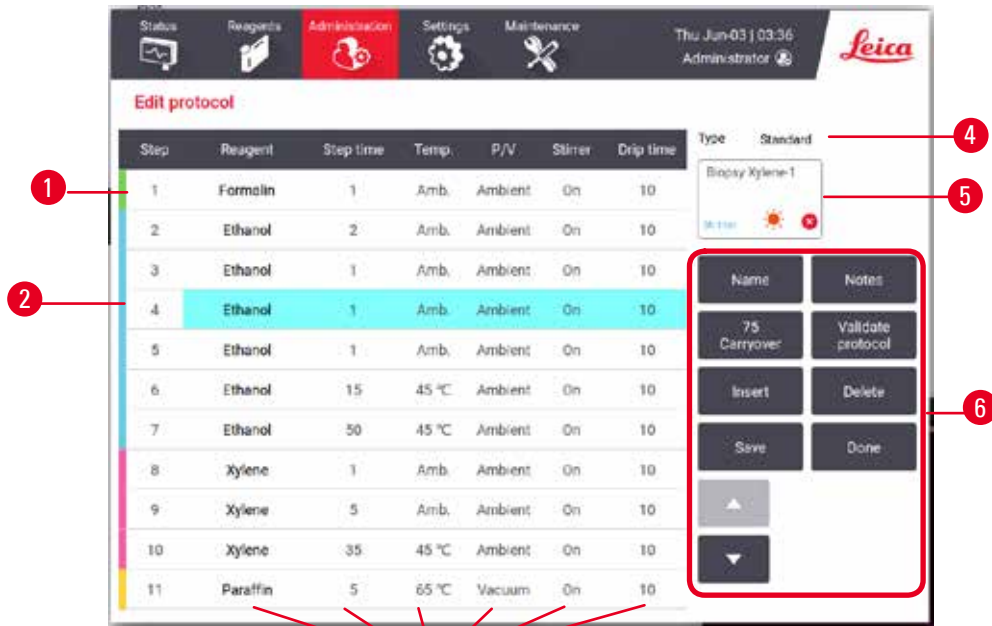 Status Reagents Administration Settings Maintenance
Thu Jun-03 | 03:36
Administrator
Leica
Edit protocol
Step Reagent Step time Temp. P/V Stirrer Drip time
Type Standard
4
1 1 Formalin 1 Amb. Ambient On 10
Biopsy Xylene-1
5
2 Ethanol 2 Amb. Ambient On 10
3 Ethanol 1 Amb. Ambient On 10
Name Notes
2
4 Ethanol 1 Amb. Ambient On 10
75
Carryover
Validate
protocol
5 Ethanol 1 Amb. Ambient On 10
6 Ethanol 15 45 °C Ambient On 10
Insert Delete
6
7 Ethanol 50 45 °C Ambient On 10
Save Done
8 Xylene 1 Amb. Ambient On 10
9 Xylene 5 Amb. Ambient On 10
10 Xylene 35 45 °C Ambient On 10
11 Paraffin 5 65 °C Vacuum On 10